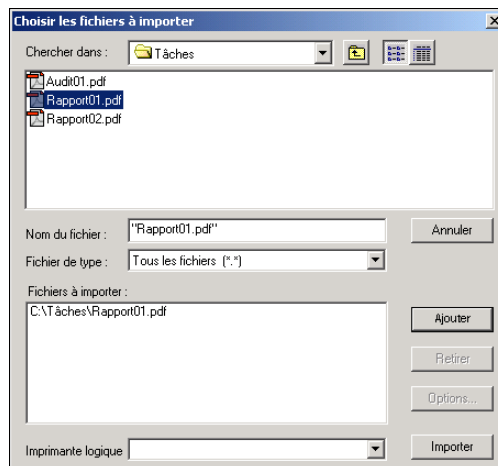 Choisir les fichiers à importer
Chercher dans :
Tâches
Audit01.pdf
Rapport01.pdf
Rapport02.pdf
Nom du fichier :
"Rapport01.pdf"
Annuler
Fichier de type :
Tous les fichiers (*.*)
Fichiers à importer :
C:\Tâches\Rapport01.pdf
Ajouter
Retirer
Options...
Imprimante logique
Importer